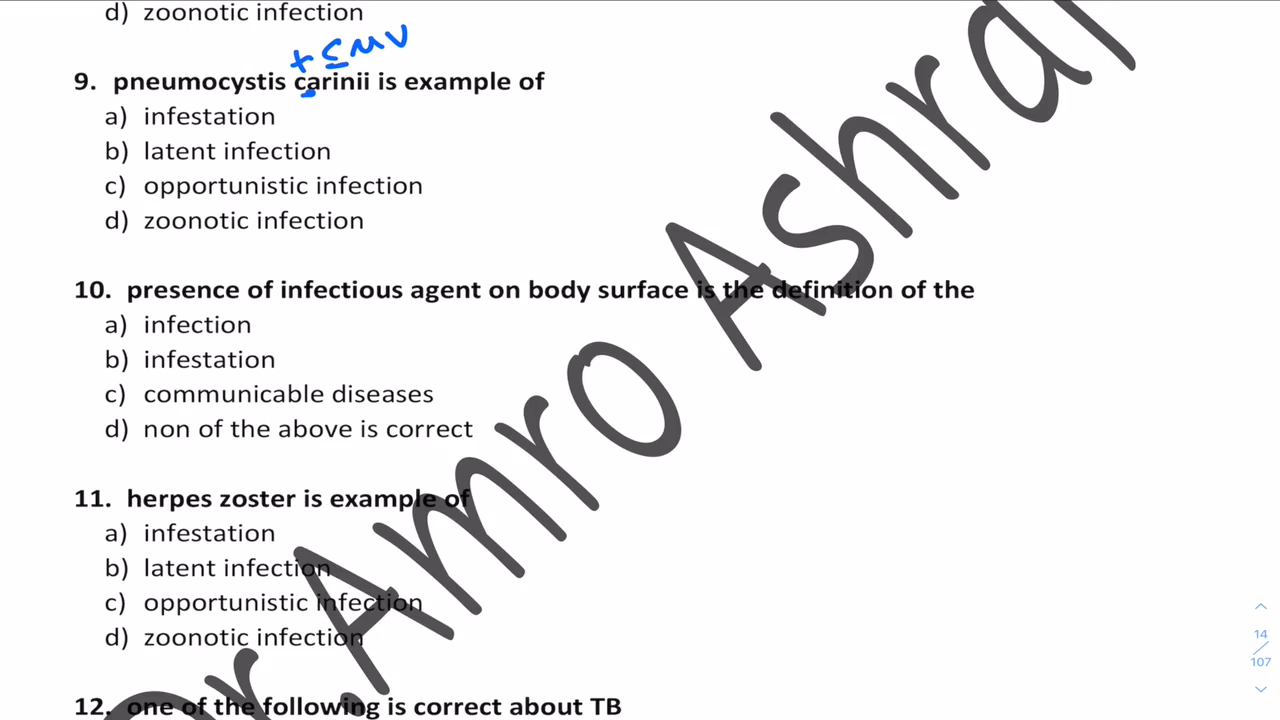 d) zoonotic infection
+ CMV
9. pneumocystis carinii is example of
a) infestation
b) latent infection
c) opportunistic infection
d) zoonotic infection
10. presence of infectious agent on body surface is the definition of the
a) infection
b) infestation
c) communicable diseases
d) non of the above is correct
11. herpes zoster is example of
a) infestation
b) latent infection
c) opportunistic infection
d) zoonotic infection
12. one of the following is correct about TB
Dr.Amro Ashraf
14
/
107